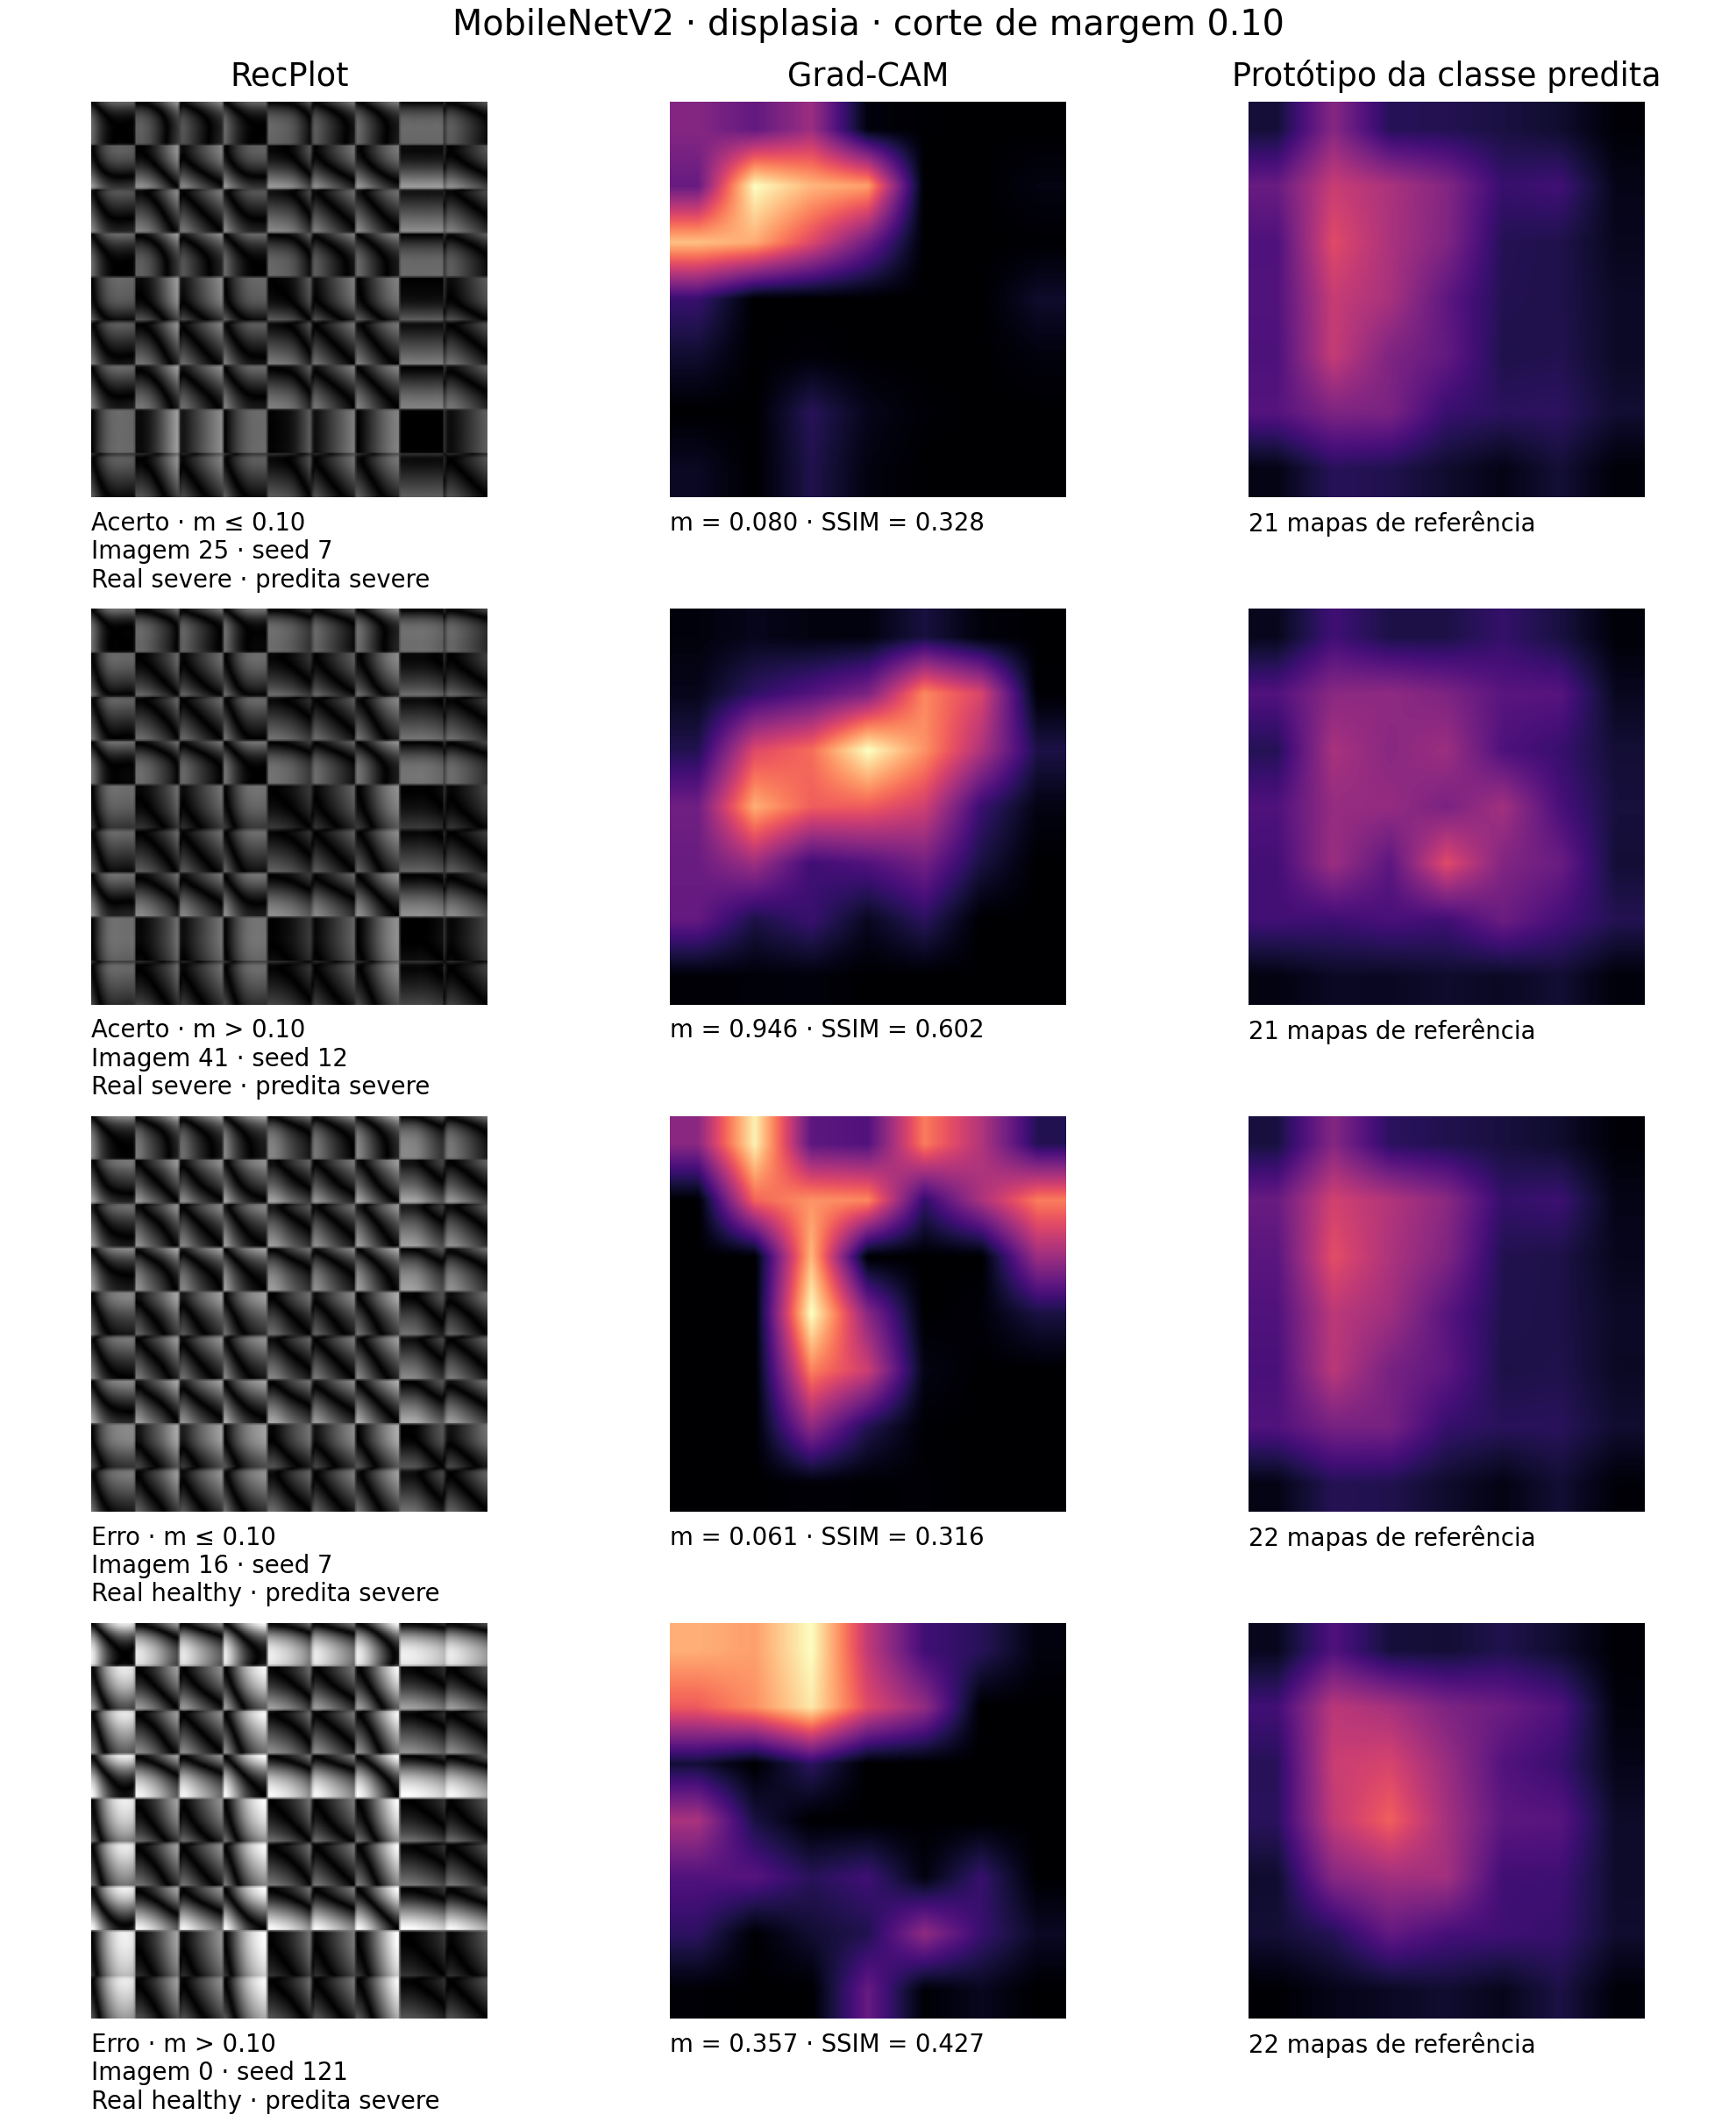 MobileNetV2 · displasia · corte de margem 0.10
RecPlot
Grad-CAM
Protótipo da classe predita
Acerto · m ≤ 0.10
Imagem 25 · seed 7
Real severe · predita severe
m = 0.080 · SSIM = 0.328
21 mapas de referência
Acerto · m > 0.10
Imagem 41 · seed 12
Real severe · predita severe
m = 0.946 · SSIM = 0.602
21 mapas de referência
Erro · m ≤ 0.10
Imagem 16 · seed 7
Real healthy · predita severe
m = 0.061 · SSIM = 0.316
22 mapas de referência
Erro · m > 0.10
Imagem 0 · seed 121
Real healthy · predita severe
m = 0.357 · SSIM = 0.427
22 mapas de referência